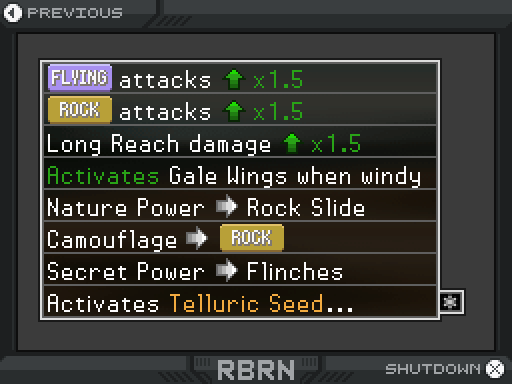 PREVIOUS
FLYING attacks x1.5
ROCK attacks x1.5
Long Reach damage x1.5
Activates Gale Wings when windy
Nature Power Rock Slide
Camouflage ROCK
Secret Power Flinches
Activates Telluric Seed...
RBRN
SHUTDOWN